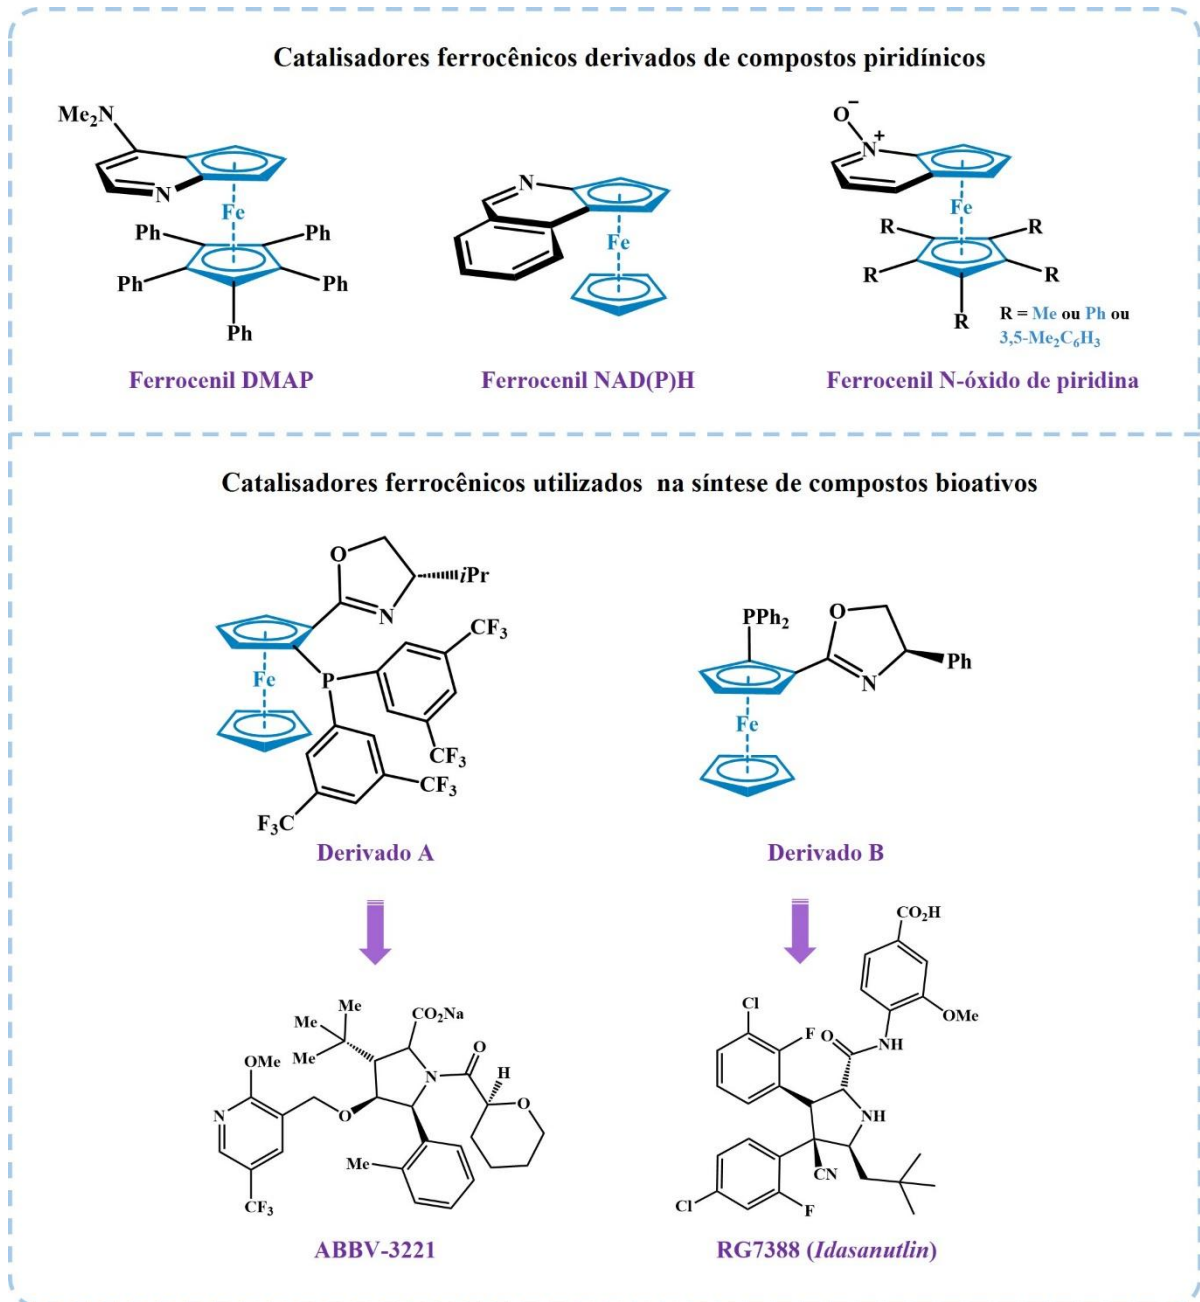 Catalisadores ferrocênicos derivados de compostos piridínicos
Me₂N
N
Fe
Ph
Ph
Ph
Ph
Ph
Ferrocenil DMAP
N
Fe
Ferrocenil NAD(P)H
O⁻
N⁺
Fe
R
R
R
R
R
R = Me ou Ph ou
3,5-Me₂C₆H₃
Ferrocenil N-óxido de piridina
Catalisadores ferrocênicos utilizados na síntese de compostos bioativos
O
N
iPr
Fe
P
CF₃
CF₃
CF₃
F₃C
Derivado A
PPh₂
O
N
Ph
Fe
Derivado B
Me
Me
Me
CO₂Na
OMe
N
O
N
O
H
O
Me
CF₃
ABBV-3221
CO₂H
OMe
Cl
F
O
NH
NH
CN
Cl
F
RG7388 (Idasanutlin)